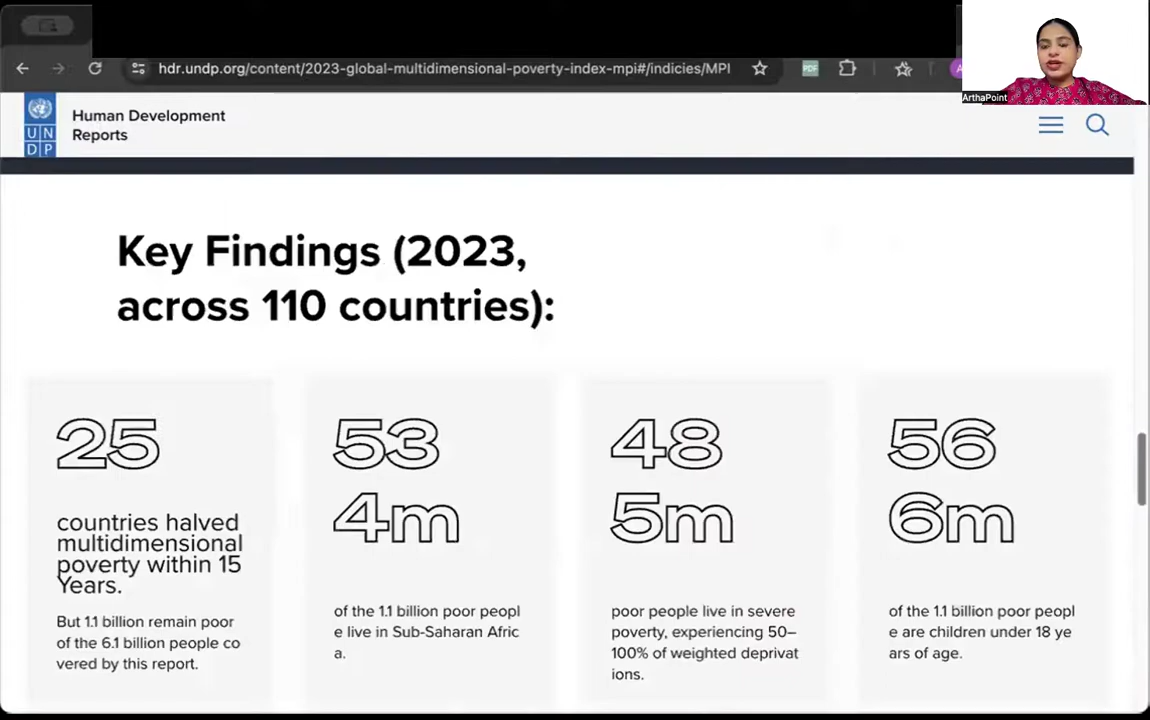 hdr.undp.org/content/2023-global-multidimensional-poverty-index-mpi#/indicies/MPI
PDF
ArthaPoint
UN
DP
Human Development
Reports
Key Findings (2023,
across 110 countries):
25
countries halved
multidimensional
poverty within 15
Years.
But 1.1 billion remain poor
of the 6.1 billion people co
vered by this report.
53
4m
of the 1.1 billion poor peopl
e live in Sub-Saharan Afric
a.
48
5m
poor people live in severe
poverty, experiencing 50–
100% of weighted deprivat
ions.
56
6m
of the 1.1 billion poor peopl
e are children under 18 ye
ars of age.